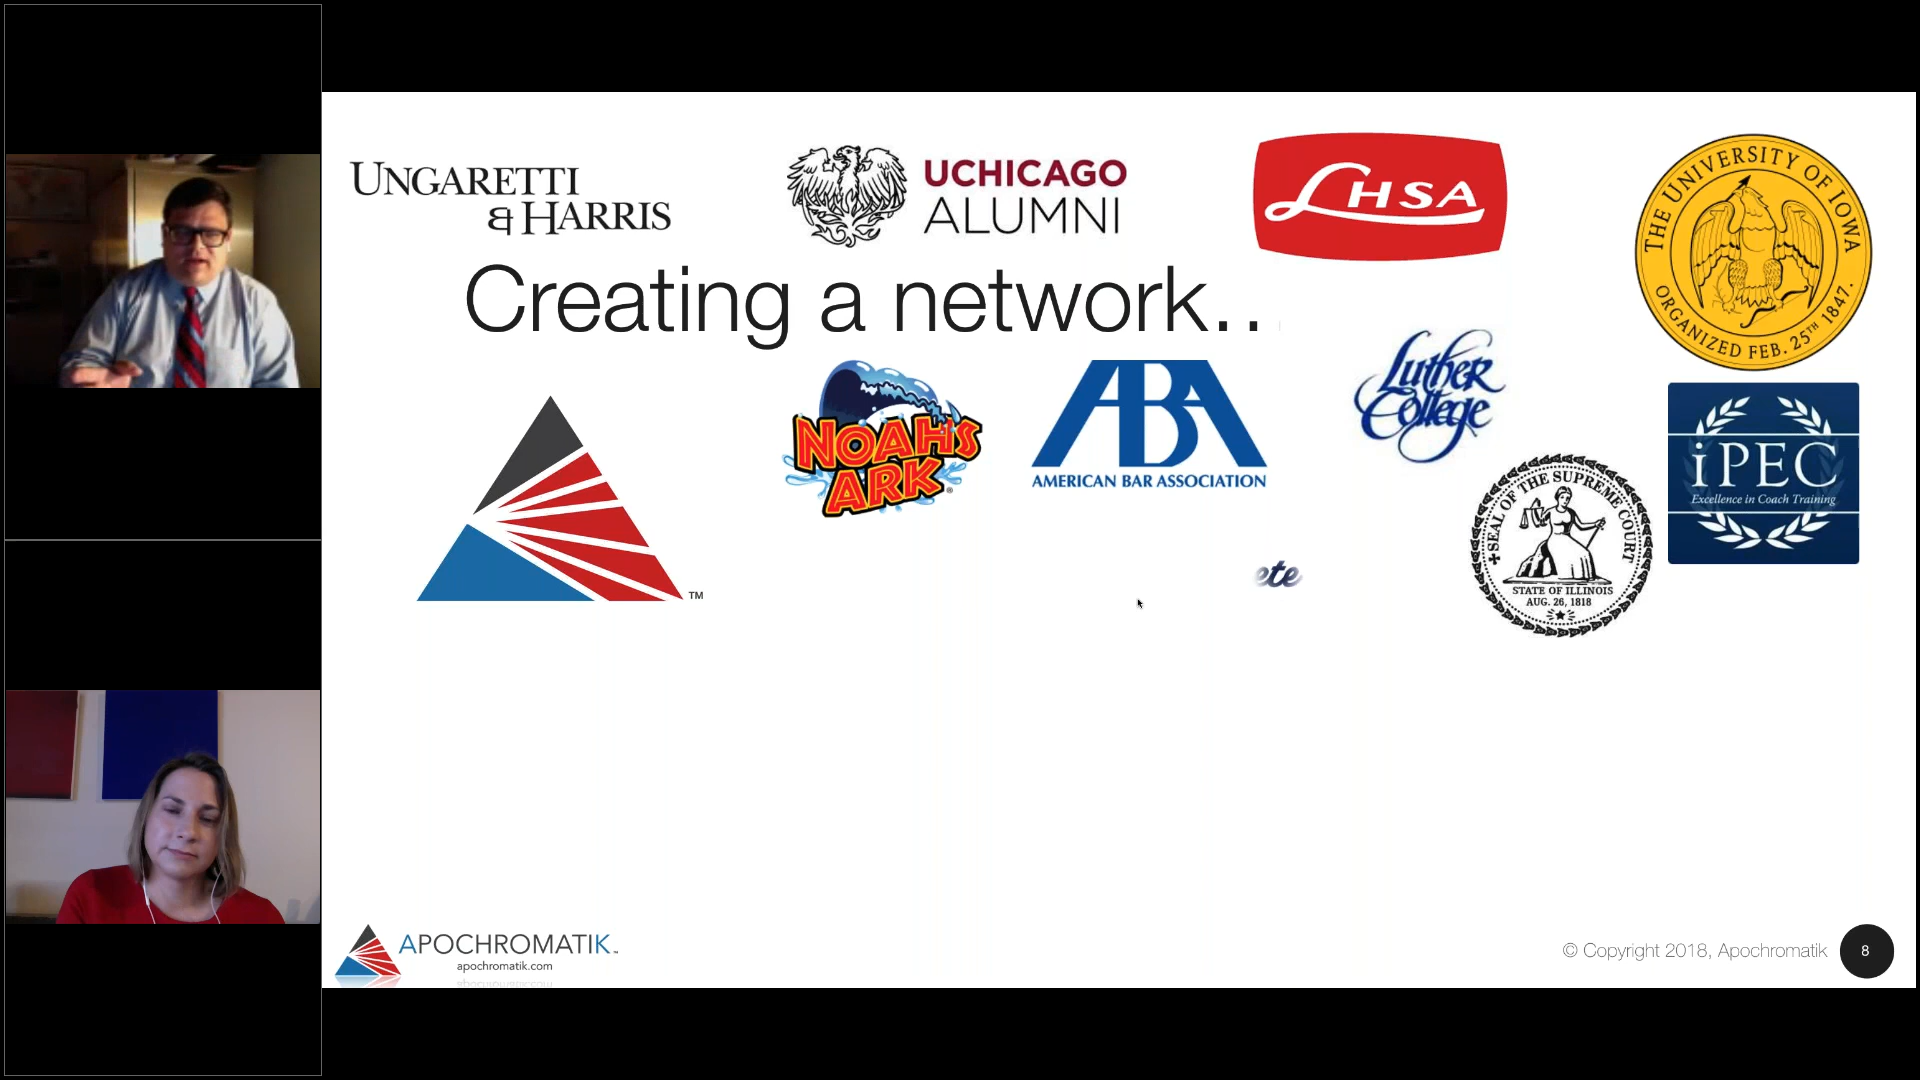 UNGARETTI
& HARRIS
UCHICAGO
ALUMNI
LHSA
THE UNIVERSITY OF IOWA
ORGANIZED FEB. 25TH 1847.
Creating a network...
NOAH'S
ARK
®
ABA
AMERICAN BAR ASSOCIATION
Luther
College
iPEC
Excellence in Coach Training
SEAL OF THE SUPREME COURT
STATE OF ILLINOIS
AUG. 26, 1818
ete
TM
APOCHROMATIK
apochromatik.com
© Copyright 2018, Apochromatik
8